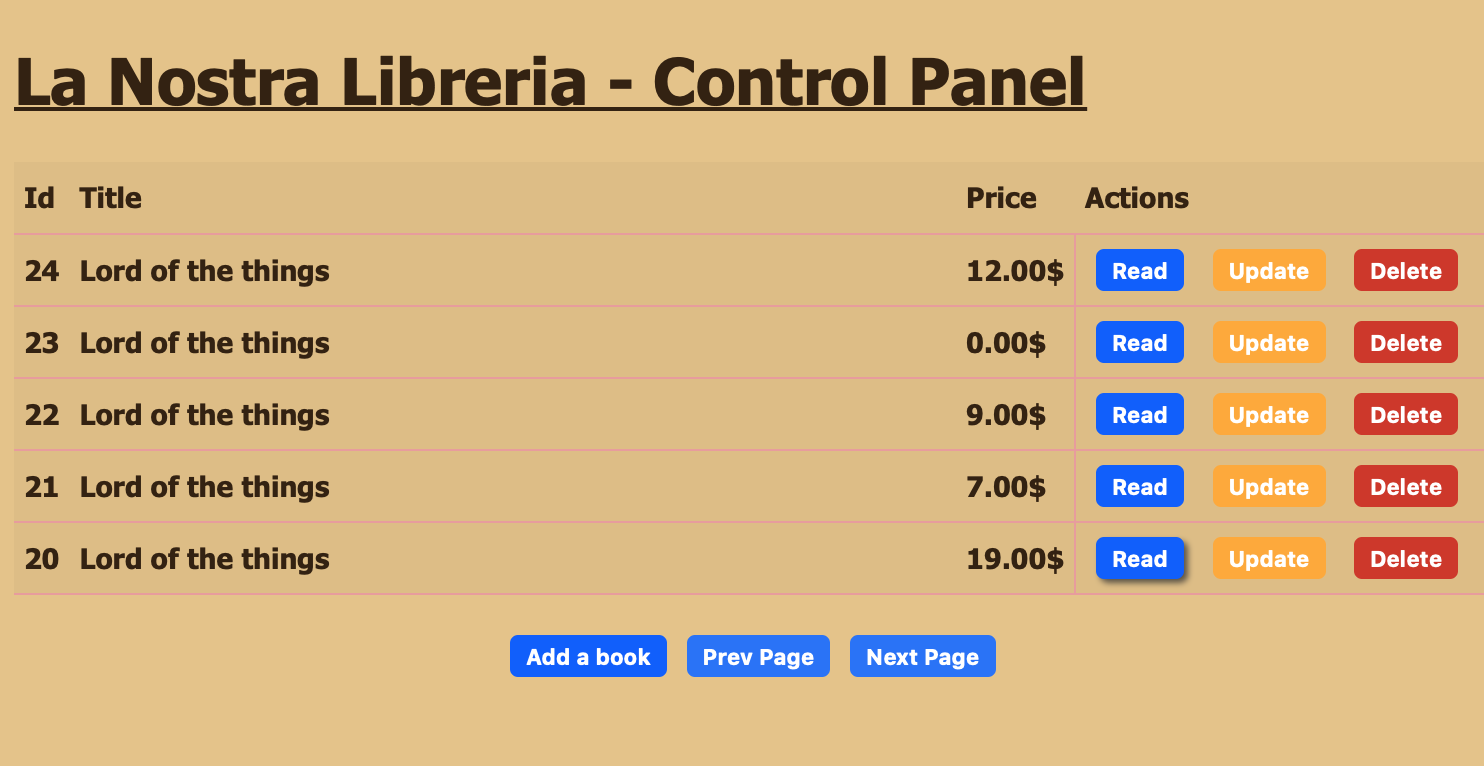 La Nostra Libreria - Control Panel
Id Title Price Actions
24 Lord of the things 12.00$ Read Update Delete
23 Lord of the things 0.00$ Read Update Delete
22 Lord of the things 9.00$ Read Update Delete
21 Lord of the things 7.00$ Read Update Delete
20 Lord of the things 19.00$ Read Update Delete
Add a book Prev Page Next Page